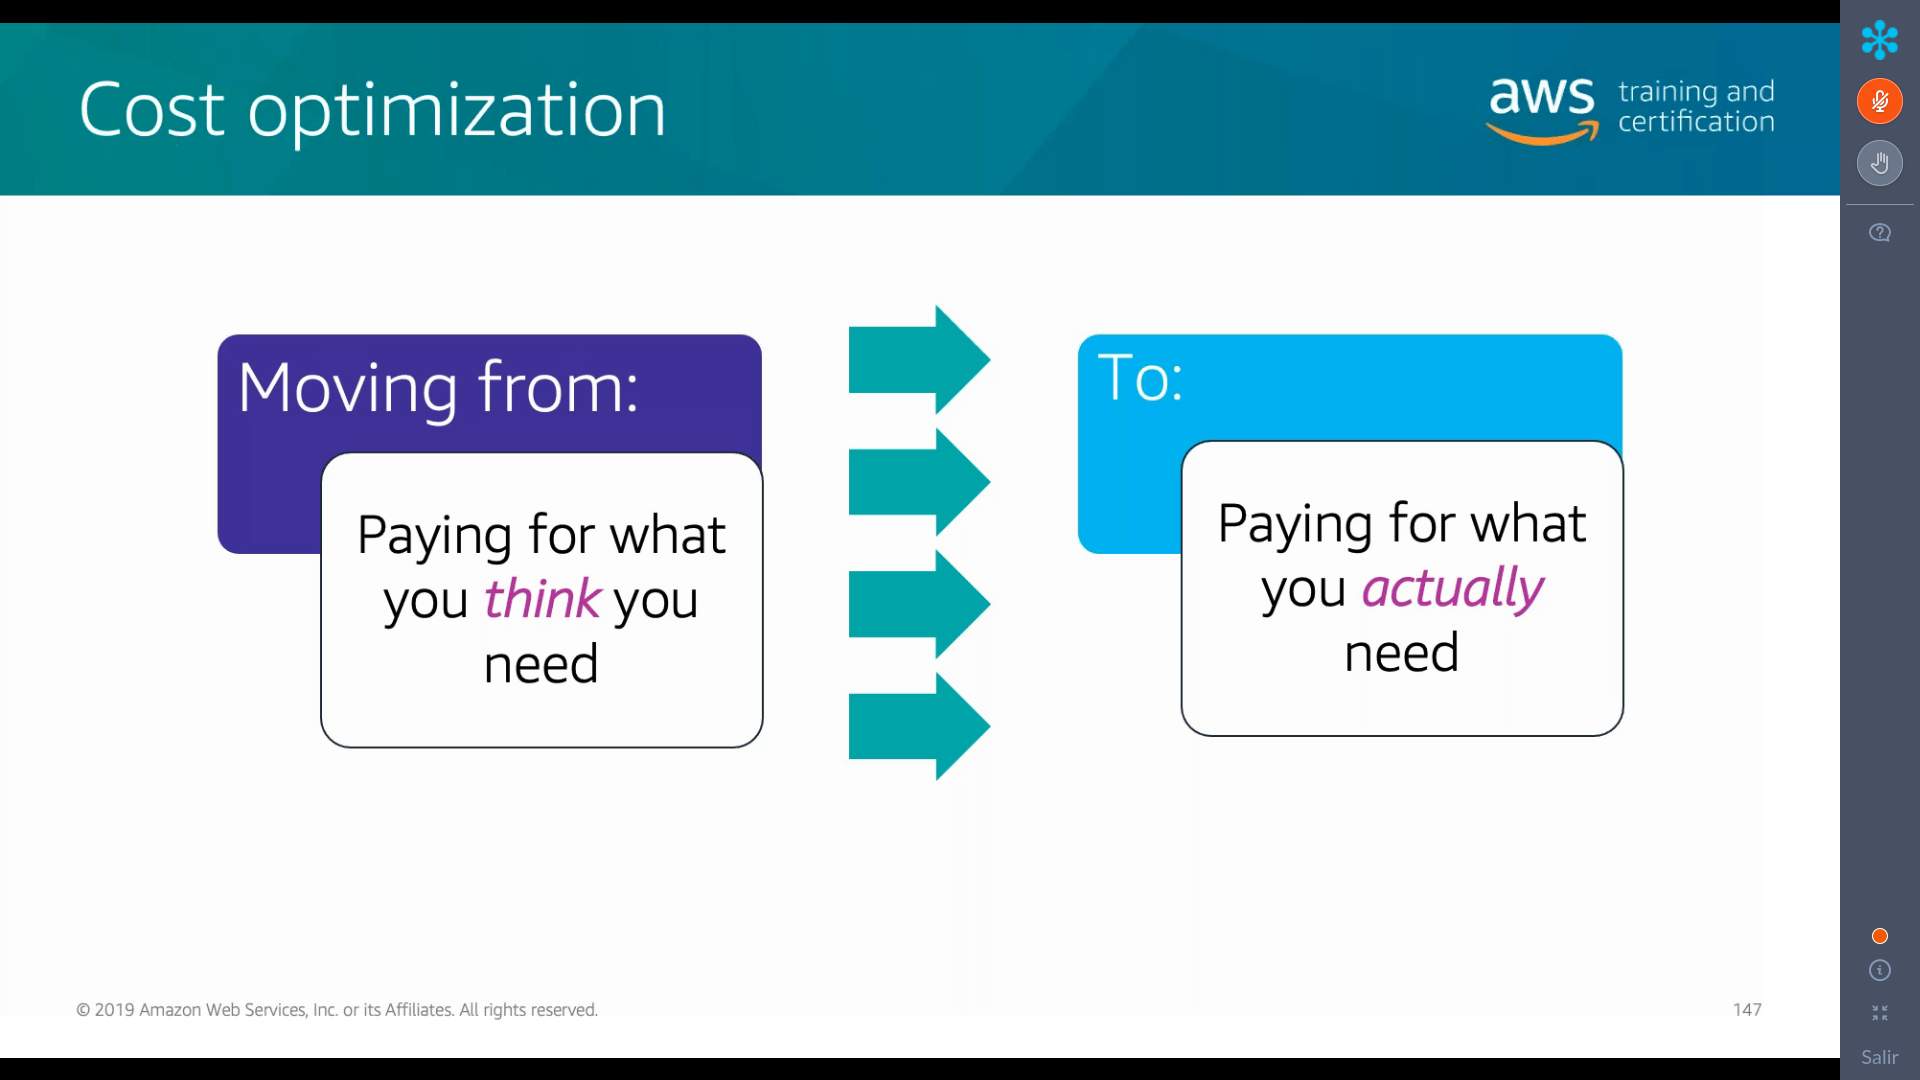 Cost optimization
aws
training and
certification
Moving from:
Paying for what
you think you
need
To:
Paying for what
you actually
need
© 2019 Amazon Web Services, Inc. or its Affiliates. All rights reserved.
147
Salir